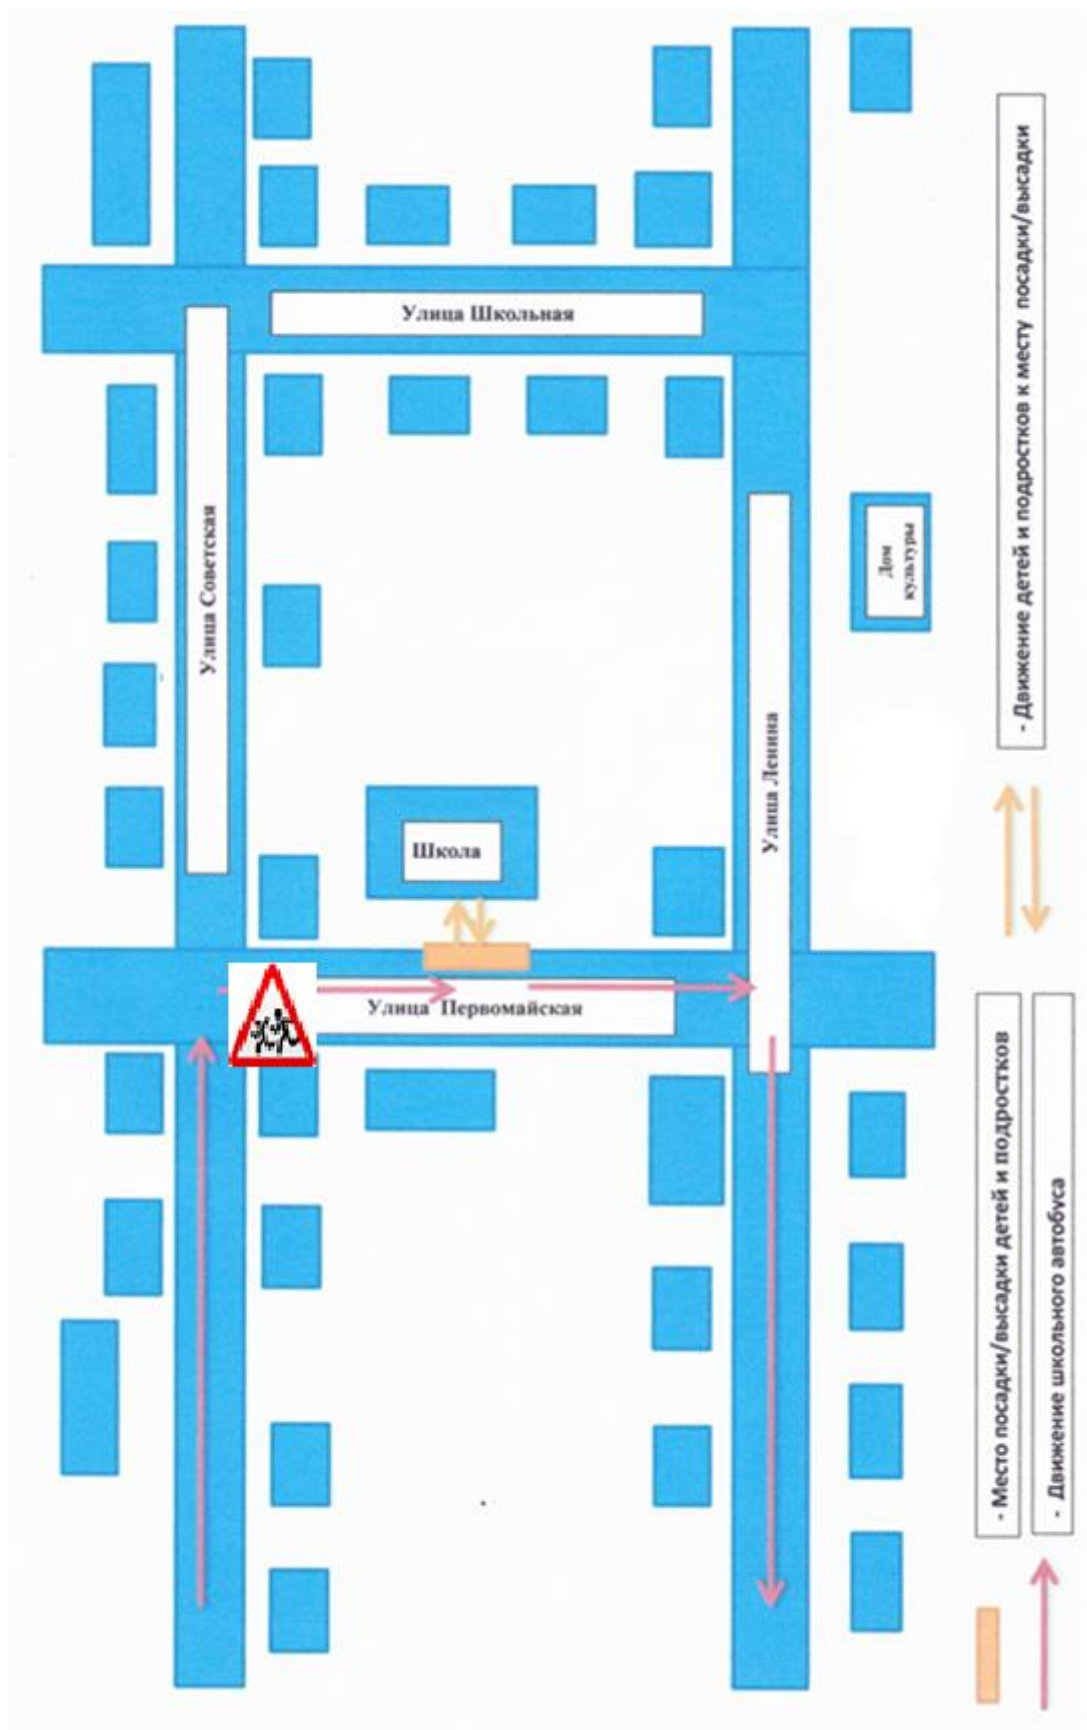 Улица Школьная
Улица Советская
Дом
культуры
Улица Ленина
Школа
Улица Первомайская
- Движение детей и подростков к месту посадки/высадки
- Место посадки/высадки детей и подростков
- Движение школьного автобуса